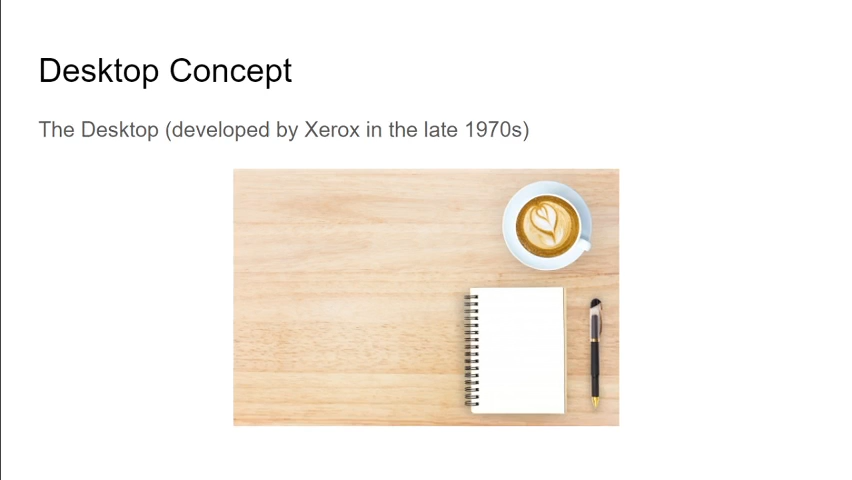 Desktop Concept
The Desktop (developed by Xerox in the late 1970s)